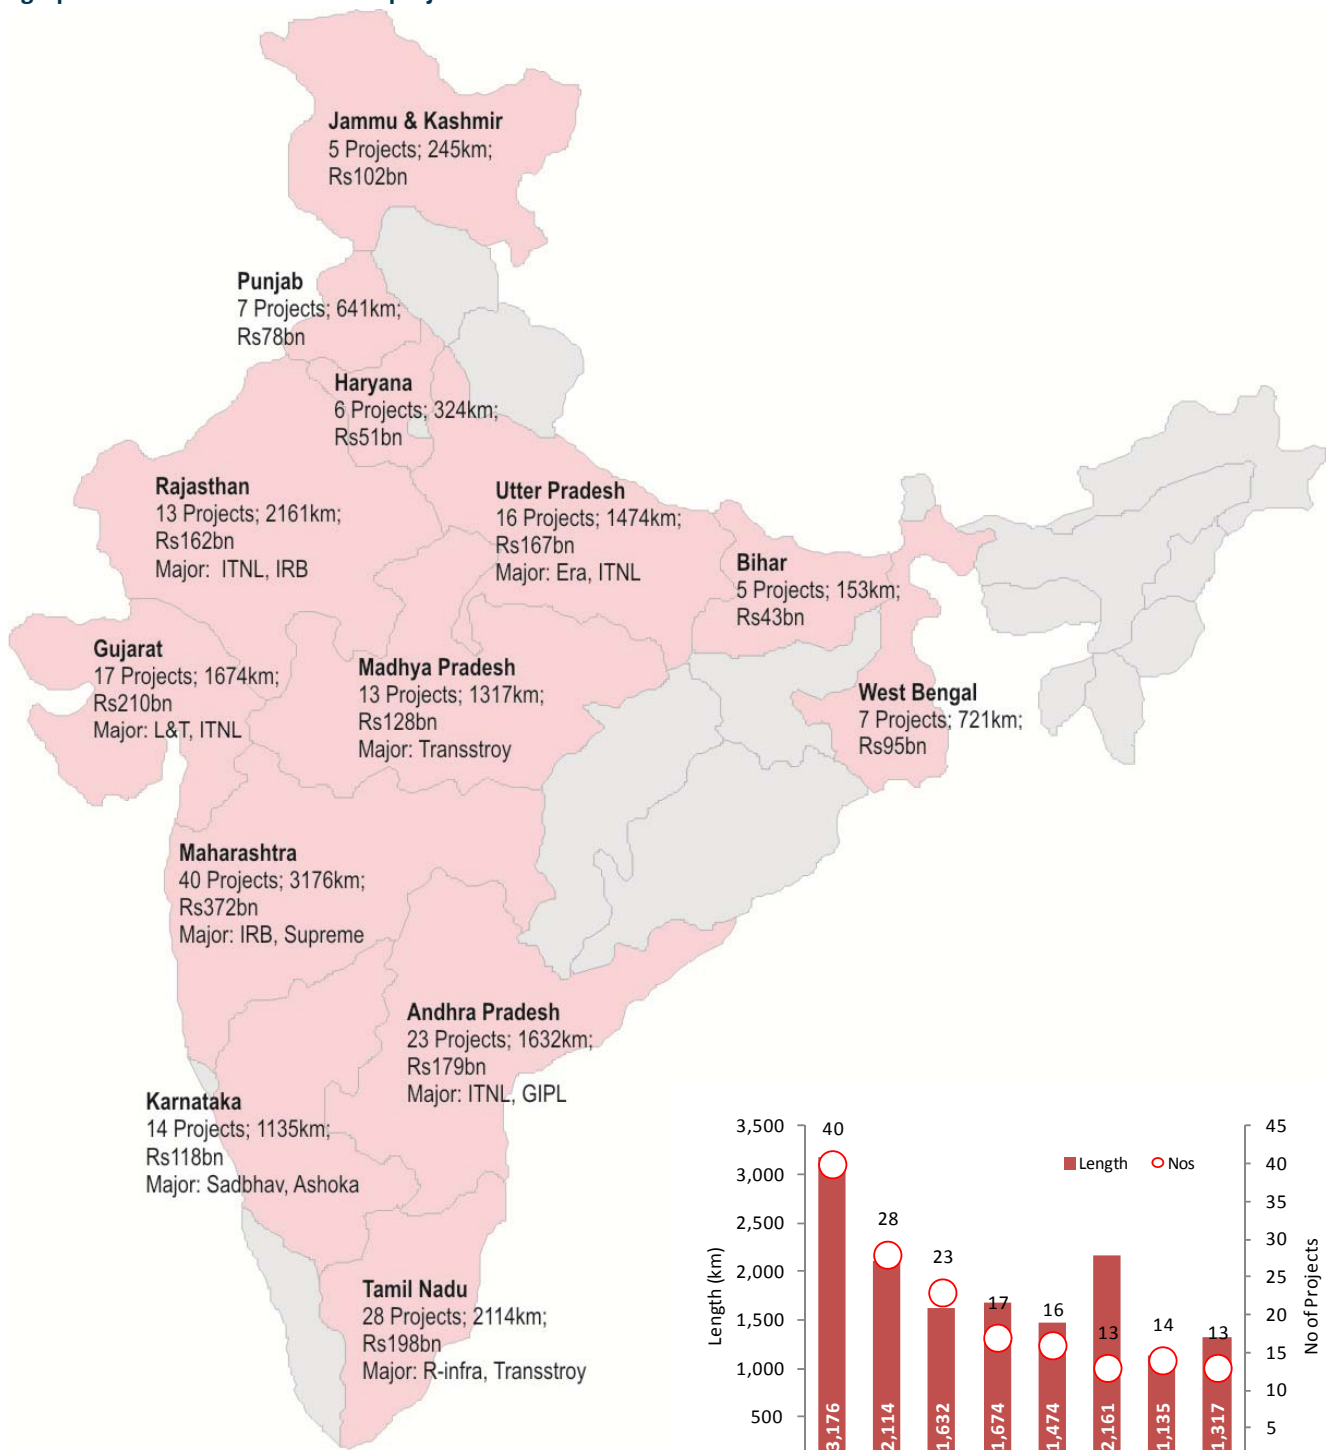 Jammu & Kashmir
5 Projects; 245km;
Rs102bn
Punjab
7 Projects; 641km;
Rs78bn
Haryana
6 Projects; 324km;
Rs51bn
Rajasthan
13 Projects; 2161km;
Rs162bn
Major: ITNL, IRB
Utter Pradesh
16 Projects; 1474km;
Rs167bn
Major: Era, ITNL
Bihar
5 Projects; 153km;
Rs43bn
Gujarat
17 Projects; 1674km;
Rs210bn
Major: L&T, ITNL
Madhya Pradesh
13 Projects; 1317km;
Rs128bn
Major: Transstroy
West Bengal
7 Projects; 721km;
Rs95bn
Maharashtra
40 Projects; 3176km;
Rs372bn
Major: IRB, Supreme
Andhra Pradesh
23 Projects; 1632km;
Rs179bn
Major: ITNL, GIPL
Karnataka
14 Projects; 1135km;
Rs118bn
Major: Sadbhav, Ashoka
Tamil Nadu
28 Projects; 2114km;
Rs198bn
Major: R-infra, Transstroy
Length (km)
3,500
3,000
2,500
2,000
1,500
1,000
500
Length
Nos
40
28
23
17
16
13
14
13
3,176
2,114
1,632
1,674
1,474
2,161
1,135
1,317
45
40
35
30
25
20
15
10
5
No of Projects